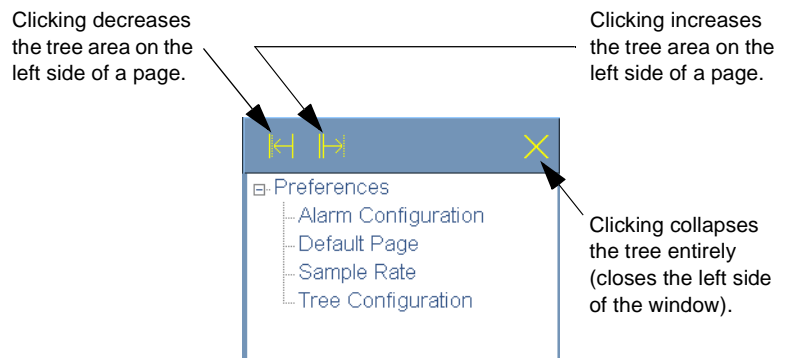 Clicking decreases
the tree area on the
left side of a page.
Clicking increases
the tree area on the
left side of a page.
Preferences
Alarm Configuration
Default Page
Sample Rate
Tree Configuration
Clicking collapses
the tree entirely
(closes the left side
of the window).